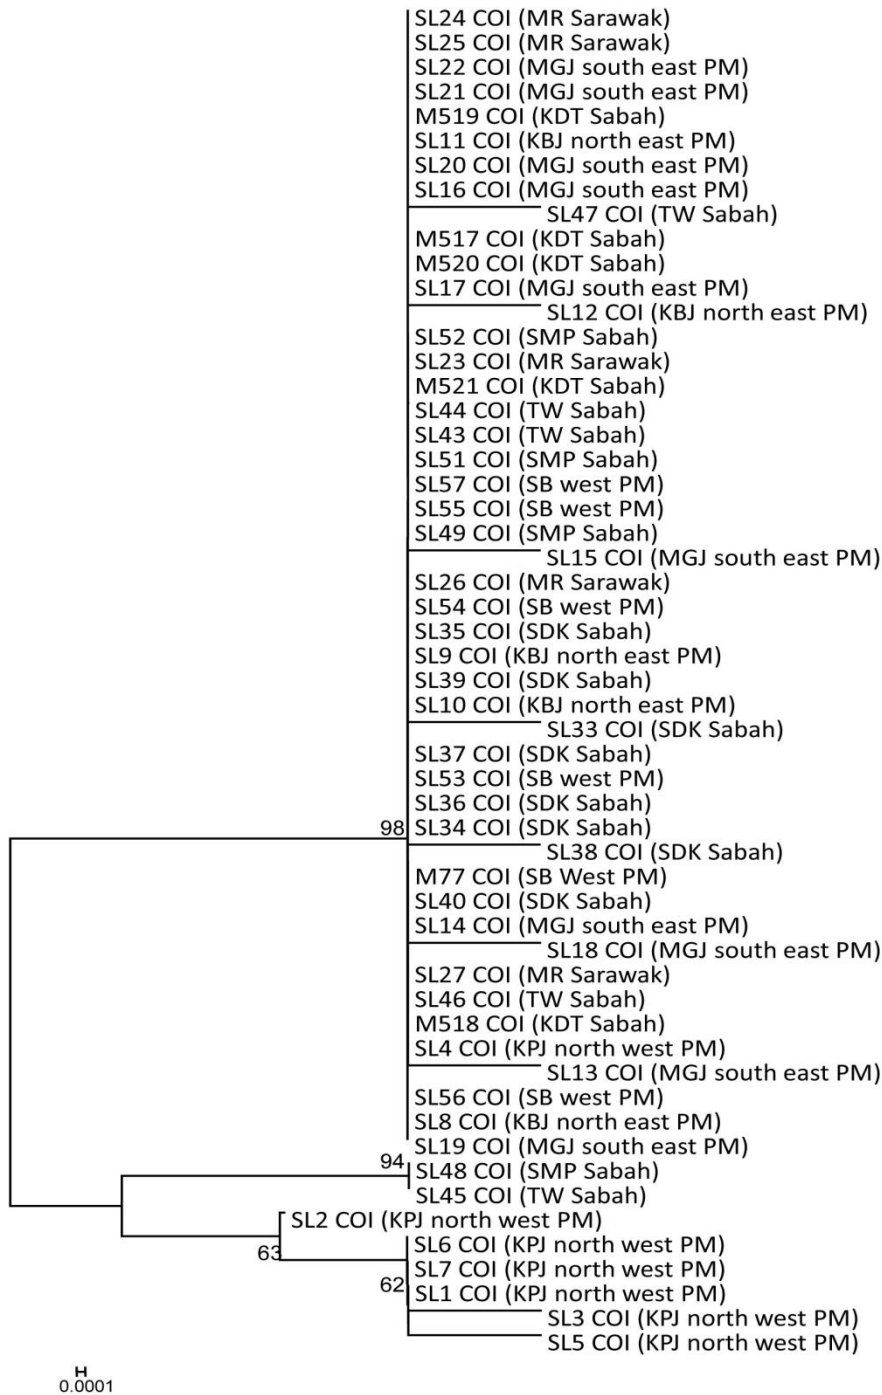 SL24 COI (MR Sarawak)
SL25 COI (MR Sarawak)
SL22 COI (MGJ south east PM)
SL21 COI (MGJ south east PM)
M519 COI (KDT Sabah)
SL11 COI (KBJ north east PM)
SL20 COI (MGJ south east PM)
SL16 COI (MGJ south east PM)
SL47 COI (TW Sabah)
M517 COI (KDT Sabah)
M520 COI (KDT Sabah)
SL17 COI (MGJ south east PM)
SL12 COI (KBJ north east PM)
SL52 COI (SMP Sabah)
SL23 COI (MR Sarawak)
M521 COI (KDT Sabah)
SL44 COI (TW Sabah)
SL43 COI (TW Sabah)
SL51 COI (SMP Sabah)
SL57 COI (SB west PM)
SL55 COI (SB west PM)
SL49 COI (SMP Sabah)
SL15 COI (MGJ south east PM)
SL26 COI (MR Sarawak)
SL54 COI (SB west PM)
SL35 COI (SDK Sabah)
SL9 COI (KBJ north east PM)
SL39 COI (SDK Sabah)
SL10 COI (KBJ north east PM)
SL33 COI (SDK Sabah)
SL37 COI (SDK Sabah)
SL53 COI (SB west PM)
SL36 COI (SDK Sabah)
98 SL34 COI (SDK Sabah)
SL38 COI (SDK Sabah)
M77 COI (SB West PM)
SL40 COI (SDK Sabah)
SL14 COI (MGJ south east PM)
SL18 COI (MGJ south east PM)
SL27 COI (MR Sarawak)
SL46 COI (TW Sabah)
M518 COI (KDT Sabah)
SL4 COI (KPJ north west PM)
SL13 COI (MGJ south east PM)
SL56 COI (SB west PM)
SL8 COI (KBJ north east PM)
SL19 COI (MGJ south east PM)
94 SL48 COI (SMP Sabah)
SL45 COI (TW Sabah)
SL2 COI (KPJ north west PM)
63 SL6 COI (KPJ north west PM)
SL7 COI (KPJ north west PM)
62 SL1 COI (KPJ north west PM)
SL3 COI (KPJ north west PM)
SL5 COI (KPJ north west PM)
0.0001